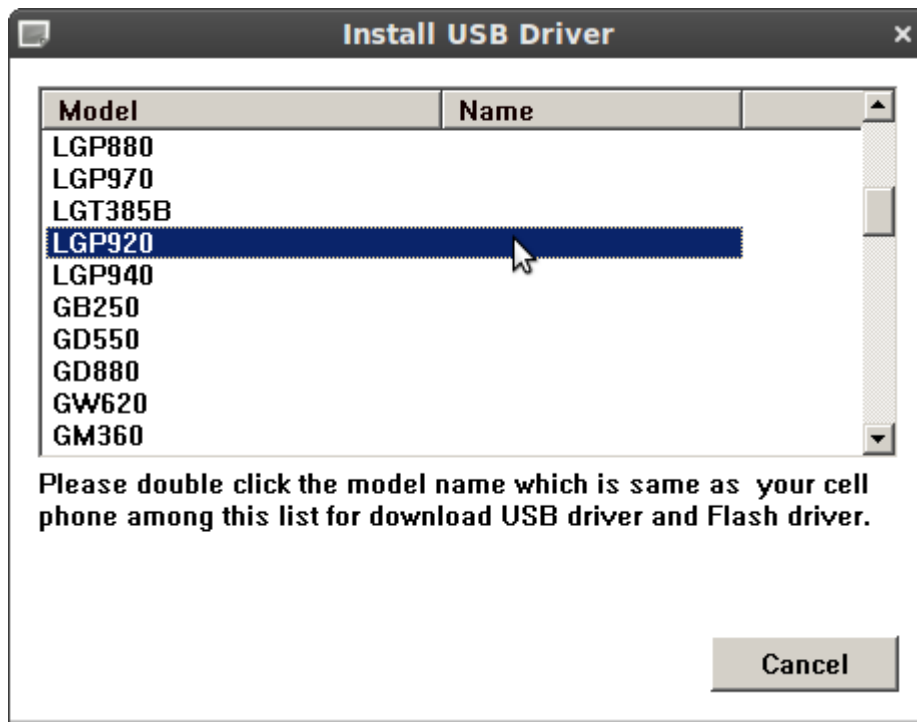 Install USB Driver
Model Name
LGP880
LGP970
LGT385B
LGP920
LGP940
GB250
GD550
GD880
GW620
GM360
Please double click the model name which is same as  your cell
phone among this list for download USB driver and Flash driver.
Cancel